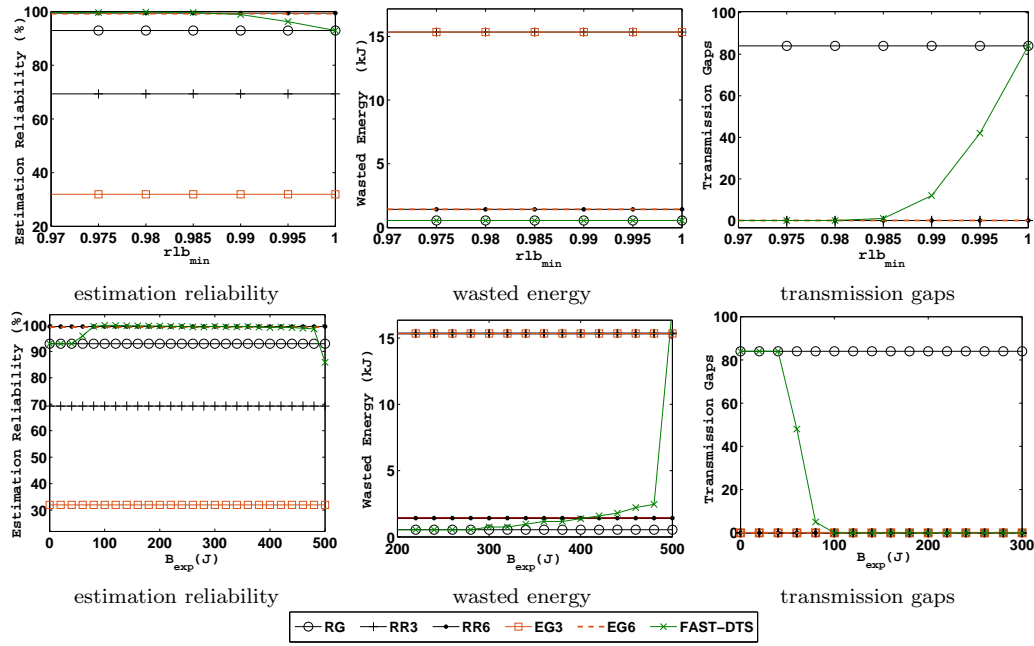 Estimation Reliability (%)
100
80
60
40
20
0.97 0.975 0.98 0.985 0.99 0.995 1
rlb_min
estimation reliability
Wasted Energy (kJ)
15
10
5
0
0.97 0.975 0.98 0.985 0.99 0.995 1
rlb_min
wasted energy
Transmission Gaps
100
80
60
40
20
0
0.97 0.975 0.98 0.985 0.99 0.995 1
rlb_min
transmission gaps
Estimation Reliability (%)
100
90
80
70
60
50
40
30
0 100 200 300 400 500
B_exp(J)
estimation reliability
Wasted Energy (kJ)
15
10
5
0
200 300 400 500
B_exp(J)
wasted energy
Transmission Gaps
100
80
60
40
20
0
0 100 200 300
B_exp(J)
transmission gaps
RG RR3 RR6 EG3 EG6 FAST-DTS